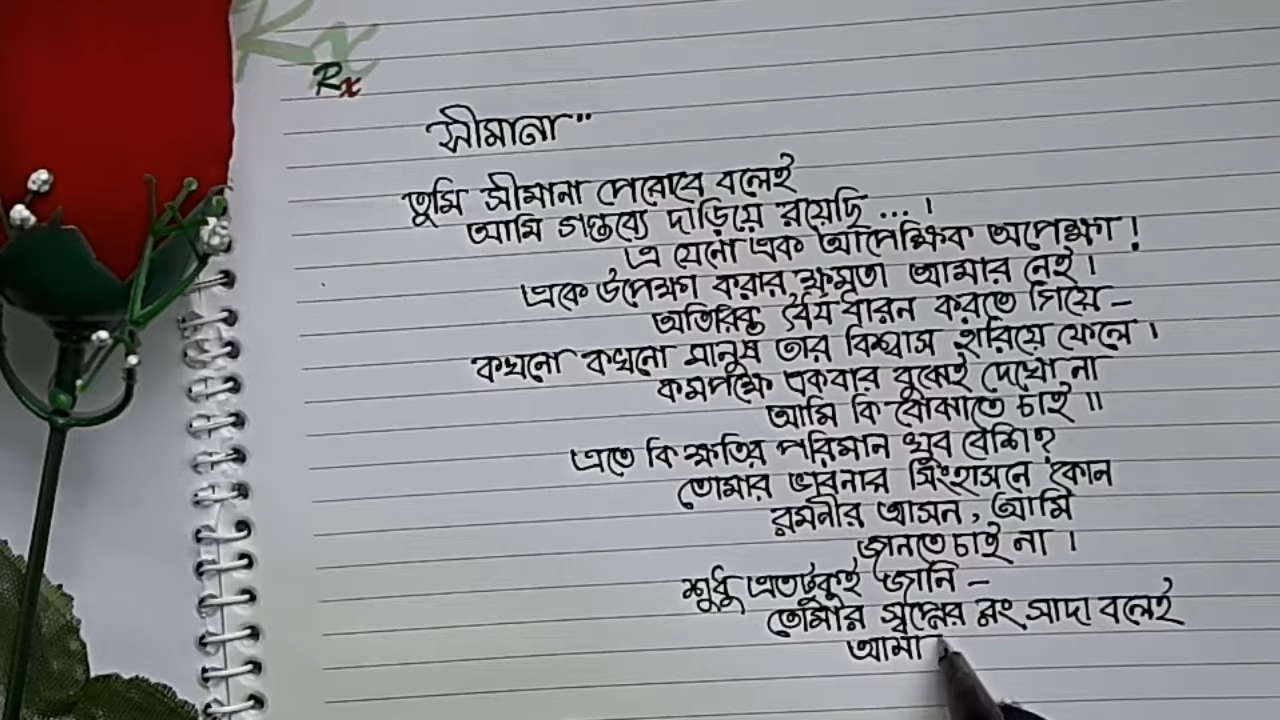 Rx
Rx
সীমানা"
তুমি সীমানা পেরোবে বলেই
আমি গন্তব্যে দাড়িয়ে রয়েছি...।
এ যেনো এক আপেক্ষিক অপেক্ষা!
একে উপেক্ষা করার ক্ষমতা আমার নেই।
অতিরিক্ত ধৈর্য ধারন করতে গিয়ে-
কখনো কখনো মানুষ তার বিশ্বাস হারিয়ে ফেলে।
কমপক্ষে একবার বুঝেই দেখো না
আমি কি বোঝাতে চাই॥
এতে কি ক্ষতির পরিমান খুব বেশি?
তোমার ভাবনার সিংহাসনে কোন
রমনীর আসন, আমি
জানতে চাই না।
শুধু এতটুকুই জানি-
তোমার স্বপ্নের রং সাদা বলেই
আমা